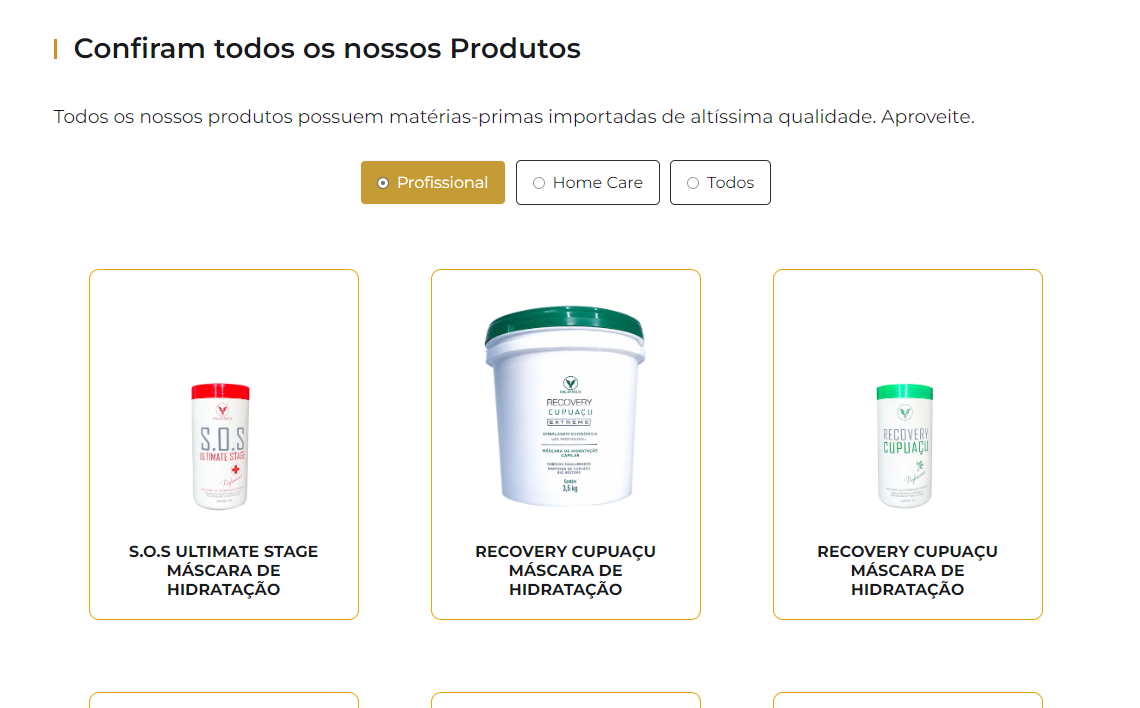 Confiram todos os nossos Produtos
Todos os nossos produtos possuem matérias-primas importadas de altíssima qualidade. Aproveite.
Profissional
Home Care
Todos
S.O.S
ULTIMATE STAGE
RECOVERY
CUPUAÇU
EXTREME
EMBALAGEM ECONÔMICA
USO PROFISSIONAL
MÁSCARA DE HIDRATAÇÃO
CAPILAR
3,5 kg
RECOVERY
CUPUAÇU
S.O.S ULTIMATE STAGE
MÁSCARA DE
HIDRATAÇÃO
RECOVERY CUPUAÇU
MÁSCARA DE
HIDRATAÇÃO
RECOVERY CUPUAÇU
MÁSCARA DE
HIDRATAÇÃO